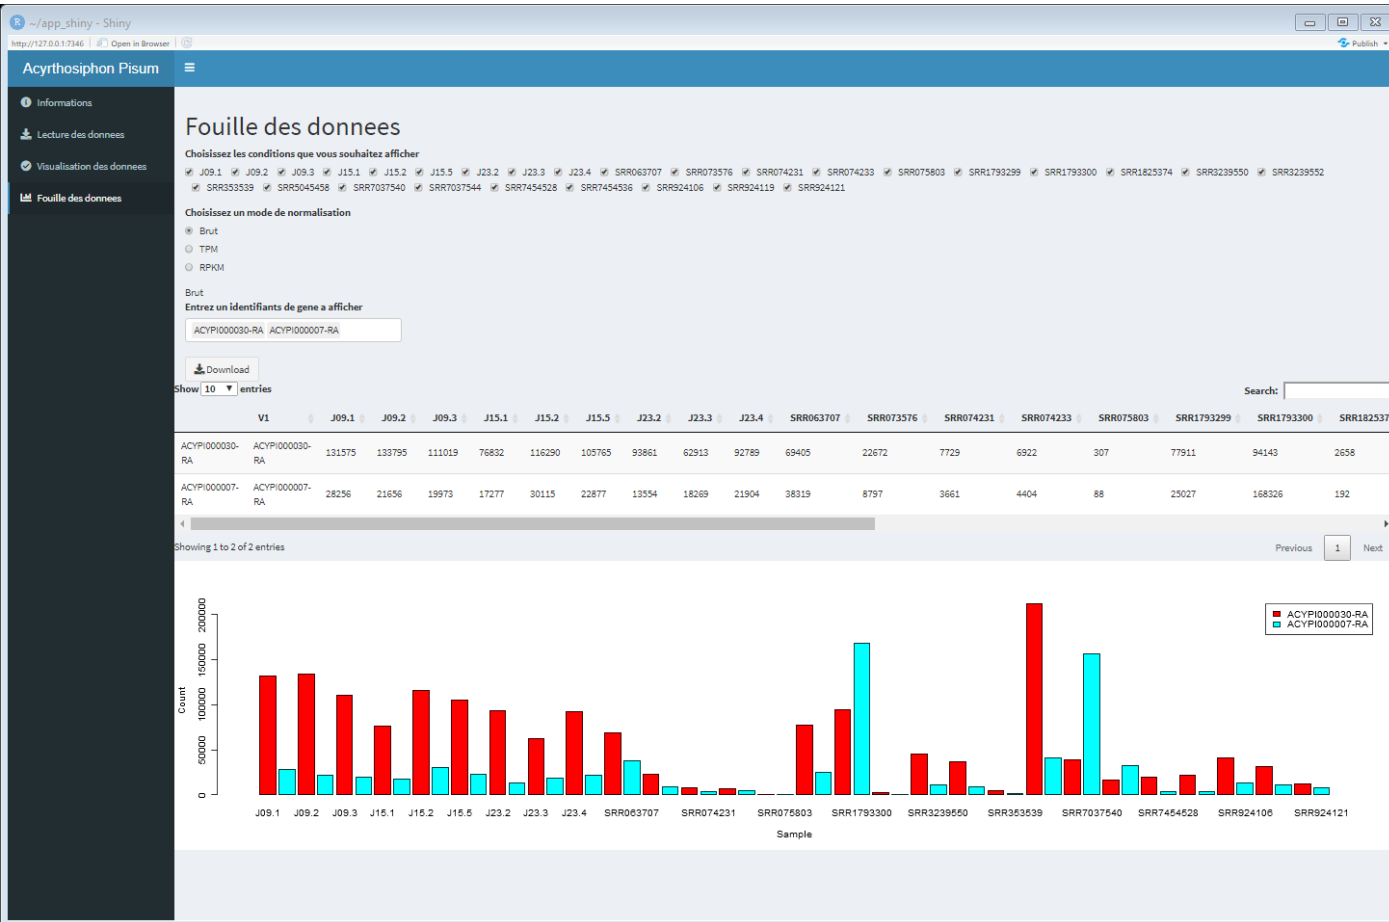 ~/app_shiny - Shiny
http://127.0.0.1:7346 Open in Browser Publish
Acyrthosiphon Pisum
Informations
Lecture des donnees
Visualisation des donnees
Fouille des donnees
Fouille des donnees
Choisissez les conditions que vous souhaitez afficher
J09.1 J09.2 J09.3 J15.1 J15.2 J15.5 J23.2 J23.3 J23.4 SRR063707 SRR073576 SRR074231 SRR074233 SRR075803 SRR1793299 SRR1793300 SRR1825374 SRR3239550 SRR3239552
SRR353539 SRR5045458 SRR7037540 SRR7037544 SRR7454528 SRR7454536 SRR924106 SRR924119 SRR924121
Choisissez un mode de normalisation
Brut
TPM
RPKM
Brut
Entrez un identifiants de gene a afficher
ACYPI000030-RA ACYPI000007-RA
Download
Show 10 entries
Search:
V1 J09.1 J09.2 J09.3 J15.1 J15.2 J15.5 J23.2 J23.3 J23.4 SRR063707 SRR073576 SRR074231 SRR074233 SRR075803 SRR1793299 SRR1793300 SRR182537
ACYPI000030- ACYPI000030- 131575 133795 111019 76832 116290 105765 93861 62913 92789 69405 22672 7729 6922 307 77911 94143 2658
RA RA
ACYPI000007- ACYPI000007- 28256 21656 19973 17277 30115 22877 13554 18269 21904 38319 8797 3661 4404 88 25027 168326 192
RA RA
Showing 1 to 2 of 2 entries
Previous 1 Next
ACYPI000030-RA
ACYPI000007-RA
200000
150000
100000
50000
0
Count
J09.1 J09.2 J09.3 J15.1 J15.2 J15.5 J23.2 J23.3 J23.4 SRR063707 SRR074231 SRR075803 SRR1793300 SRR3239550 SRR353539 SRR7037540 SRR7454528 SRR924106 SRR924121
Sample